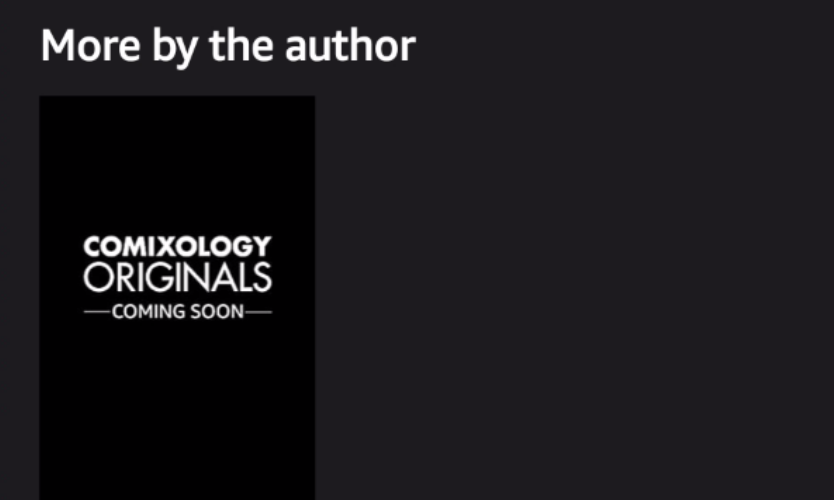 More by the author
COMIXOLOGY
ORIGINALS
COMING SOON